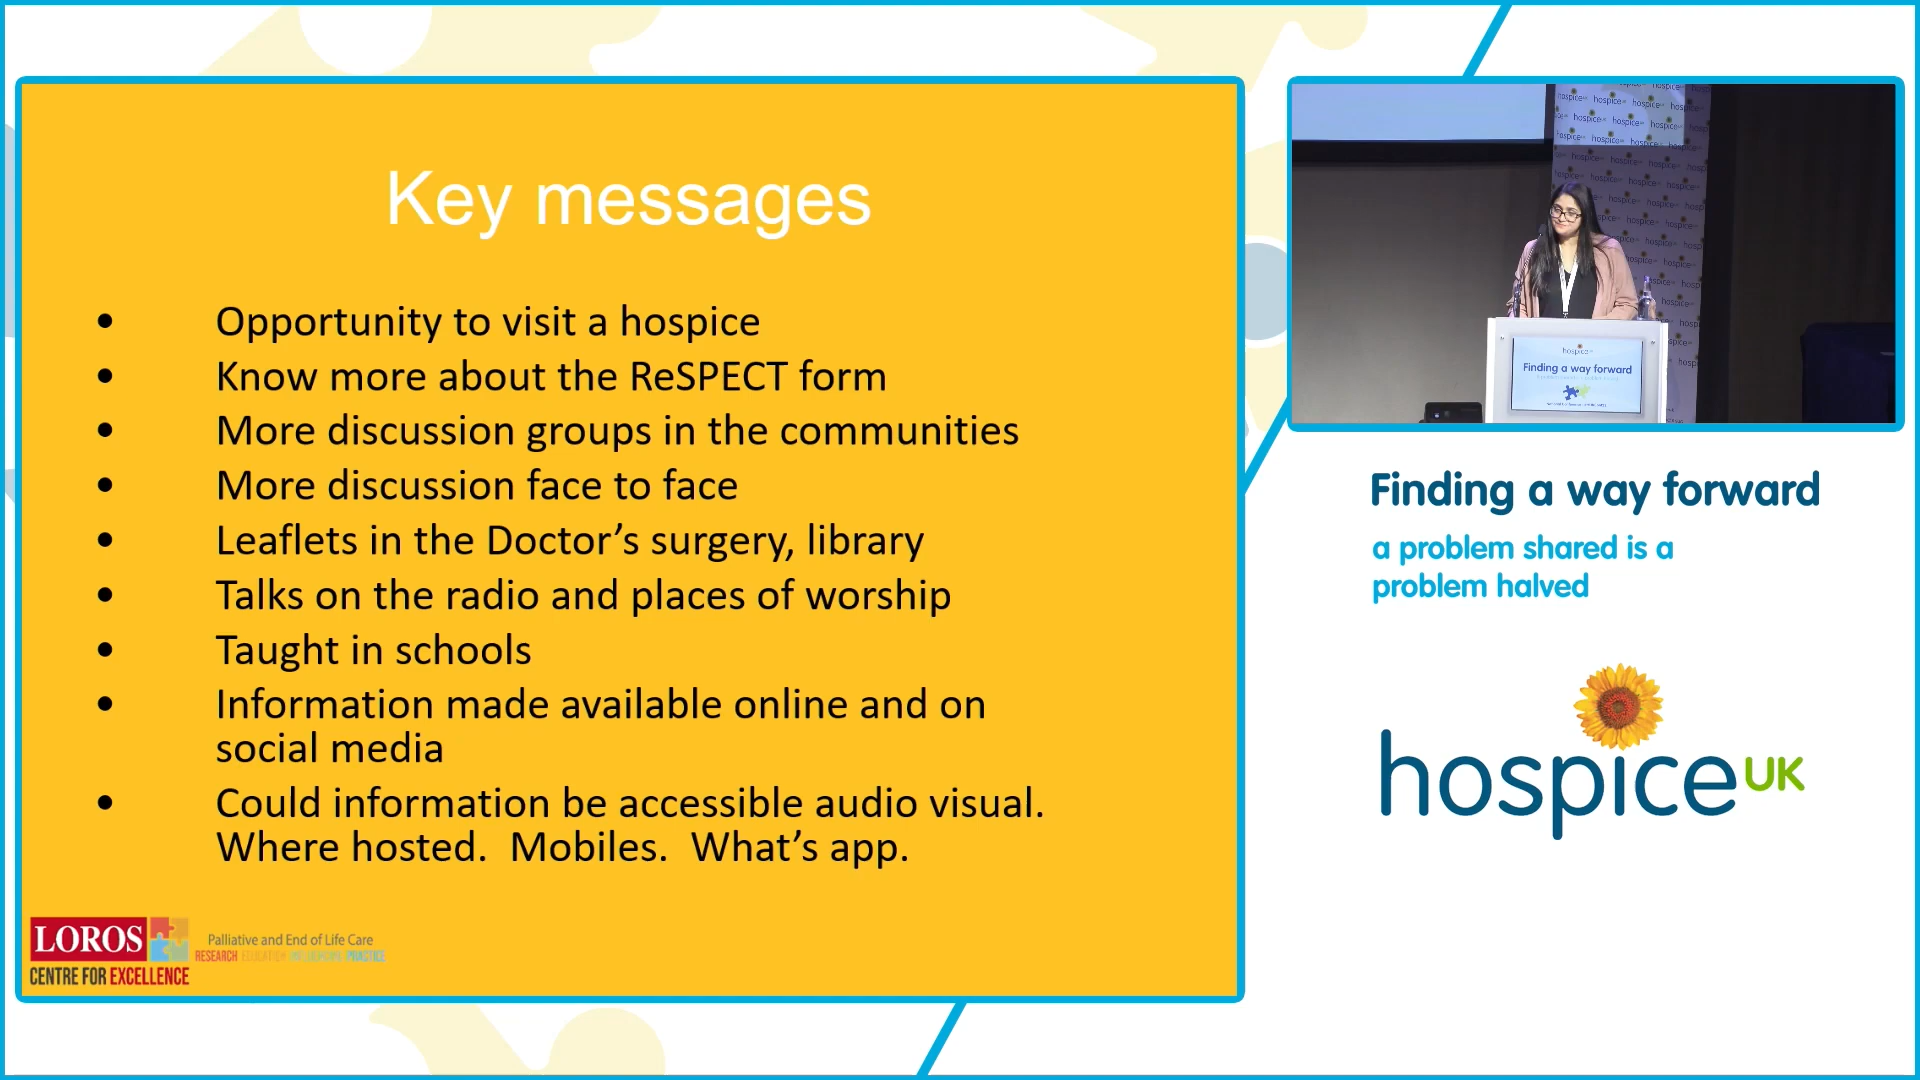 Key messages
• Opportunity to visit a hospice
• Know more about the ReSPECT form
• More discussion groups in the communities
• More discussion face to face
• Leaflets in the Doctor’s surgery, library
• Talks on the radio and places of worship
• Taught in schools
• Information made available online and on
social media
• Could information be accessible audio visual.
Where hosted.  Mobiles.  What’s app.
LOROS
CENTRE FOR EXCELLENCE
Palliative and End of Life Care
RESEARCH EDUCATION PRACTICE
hospice
Finding a way forward
Finding a way forward
a problem shared is a
problem halved
hospice UK